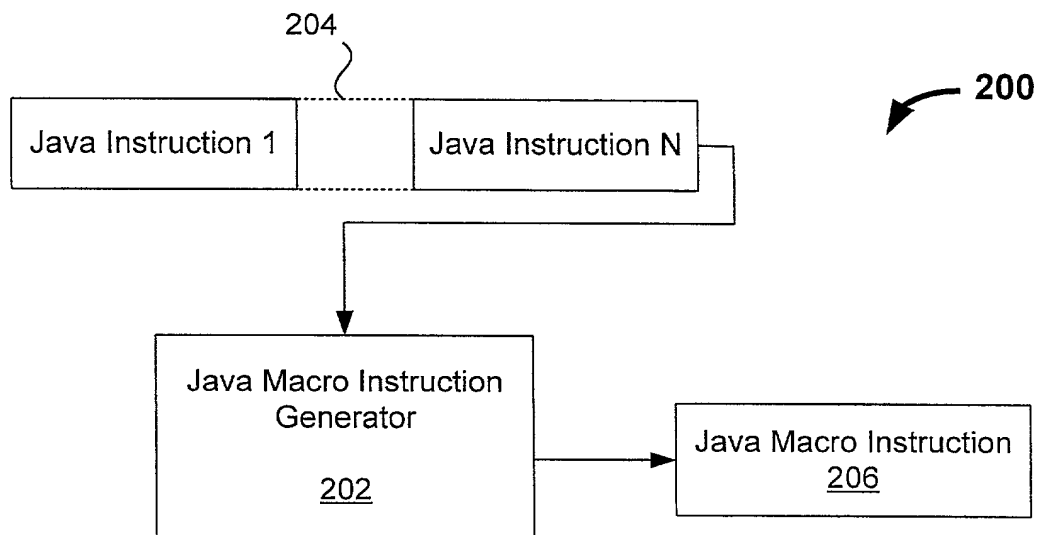 204
200
Java Instruction 1
Java Instruction N
Java Macro Instruction
Generator
202
Java Macro Instruction
206